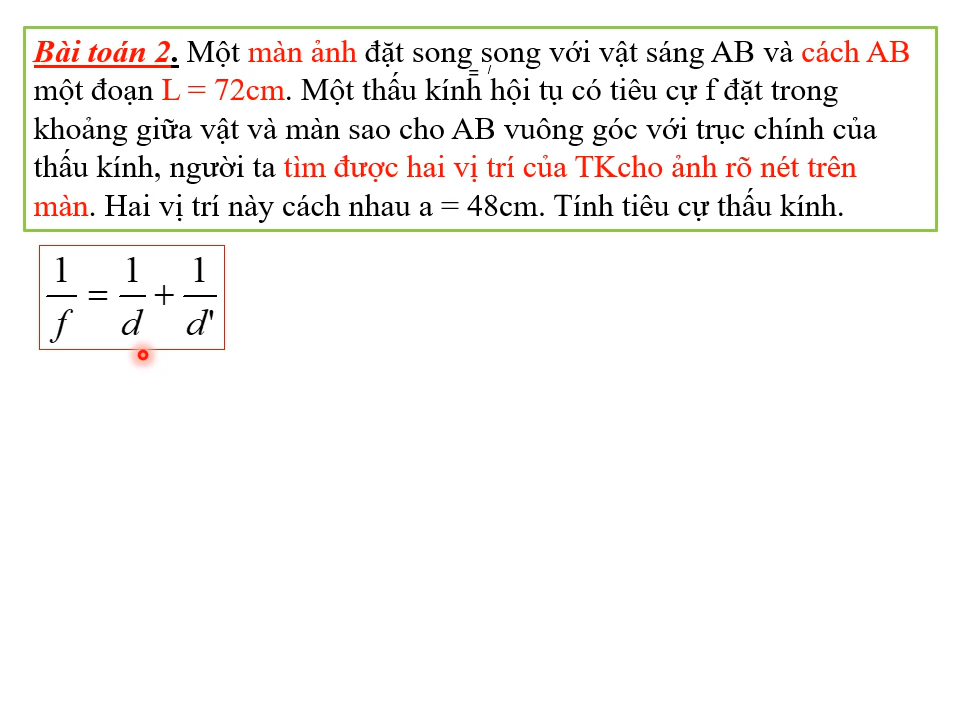 Bài toán 2. Một màn ảnh đặt song song với vật sáng AB và cách AB
một đoạn L = 72cm. Một thấu kính hội tụ có tiêu cự f đặt trong
khoảng giữa vật và màn sao cho AB vuông góc với trục chính của
thấu kính, người ta tìm được hai vị trí của TKcho ảnh rõ nét trên
màn. Hai vị trí này cách nhau a = 48cm. Tính tiêu cự thấu kính.
1/f = 1/d + 1/d'